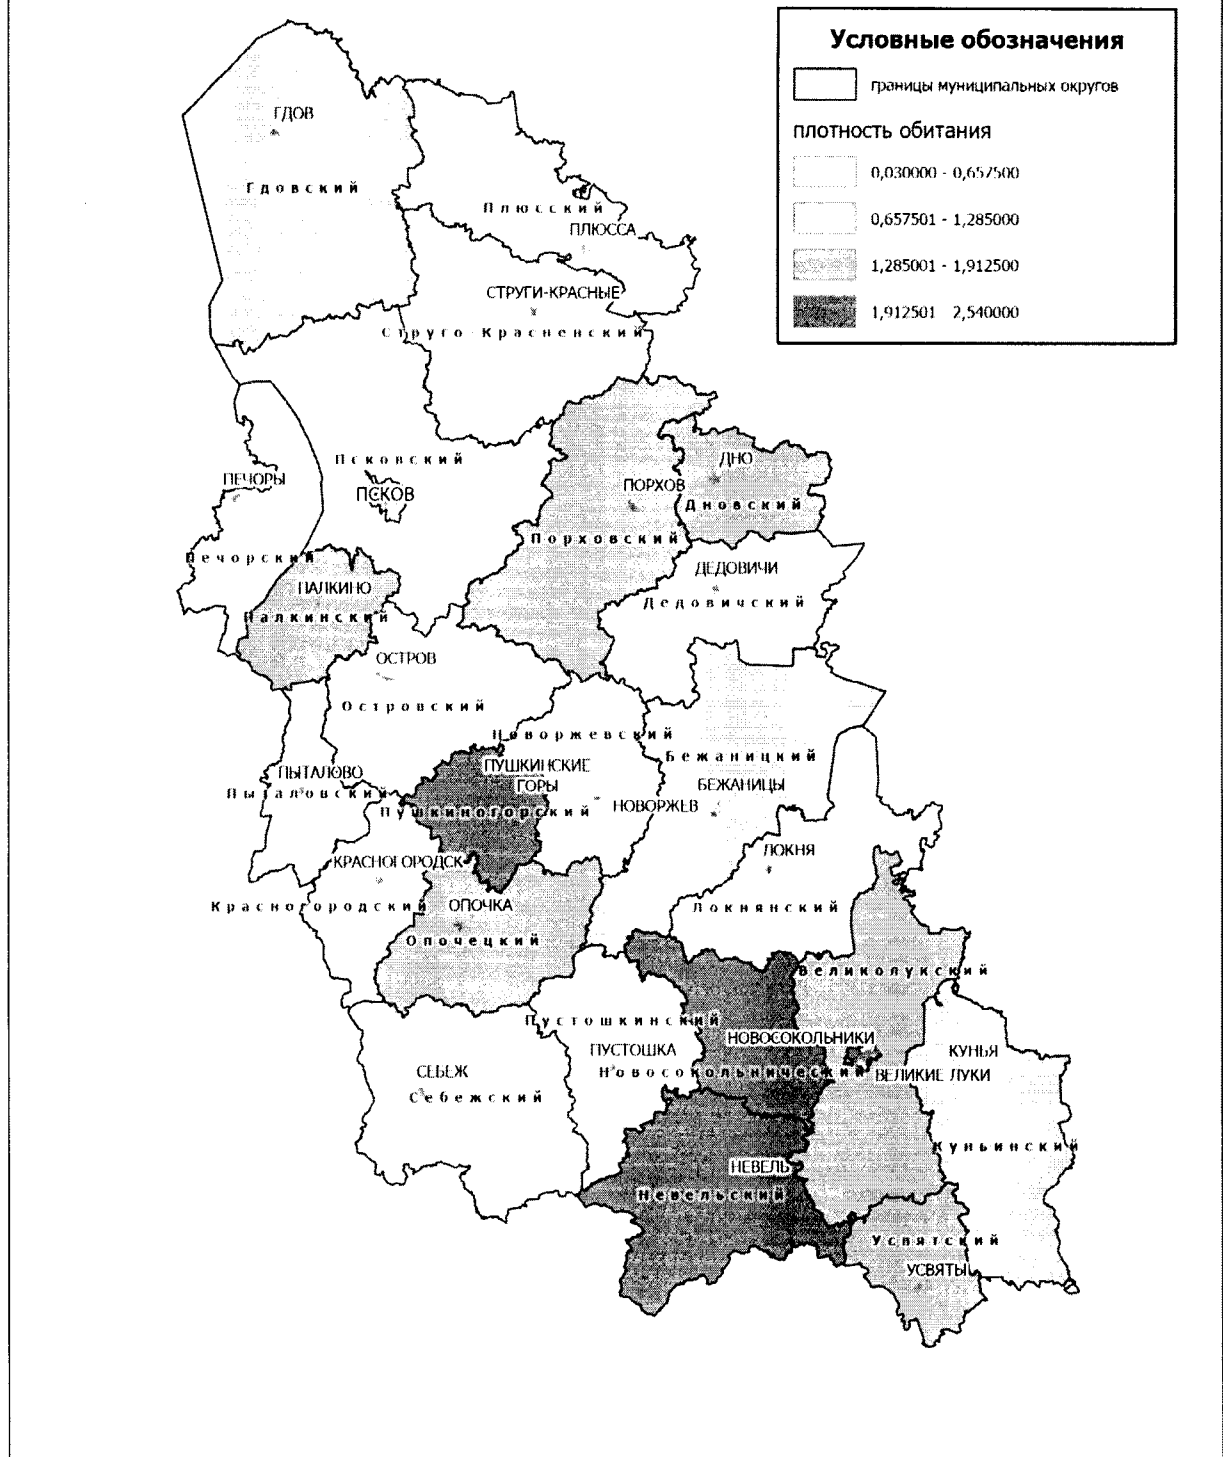 Условные обозначения
границы муниципальных округов
плотность обитания
0,030000 - 0,657500
0,657501 - 1,285000
1,285001 - 1,912500
1,912501 2,540000
ГДОВ
Гдовский
Плюсский
ПЛЮССА
СТРУГИ-КРАСНЫЕ
Струго Красненский
Псковский
ПСКОВ
ПЕЧОРЫ
Печорский
ДНО
Дновский
ПОРХОВ
Порховский
ДЕДОВИЧИ
Дедовичский
ПАЛКИНО
Палкинский
ОСТРОВ
Островский
Новоржевский
Бежаницкий
БЕЖАНИЦЫ
ПУШКИНСКИЕ
ГОРЫ
ПЫТАЛОВО
Пыталовский
Пушкиногорский
НОВОРЖЕВ
ЛОКНЯ
КРАСНОГОРОДСК
Красногородский
ОПОЧКА
Опочецкий
Локнянский
Великолукский
Пустошкинский
НОВОСОКОЛЬНИКИ
ПУСТОШКА
КУНЬЯ
Новосокольнический
ВЕЛИКИЕ ЛУКИ
СЕБЕЖ
Себежский
Куньинский
НЕВЕЛЬ
Невельский
Усвятский
УСВЯТЫ